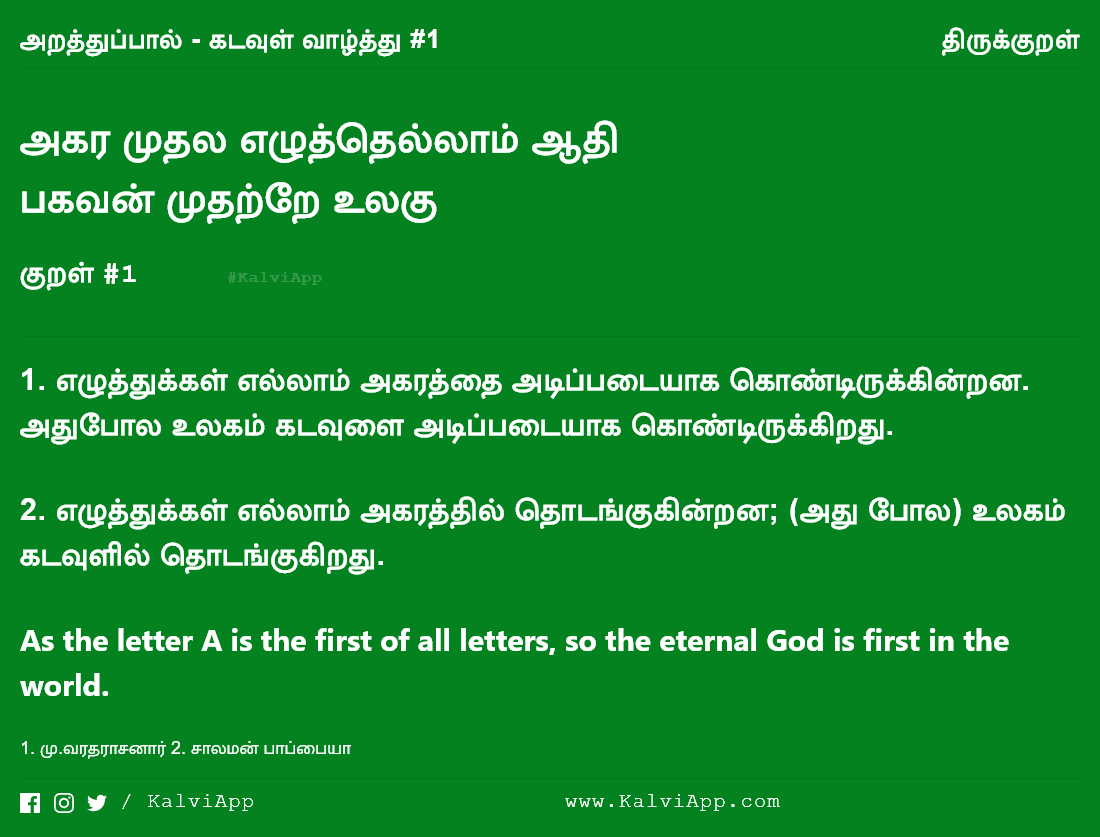 அறத்துப்பால் - கடவுள் வாழ்த்து #1
திருக்குறள்
அகர முதல எழுத்தெல்லாம் ஆதி
பகவன் முதற்றே உலகு
குறள் #1
#KalviApp
1. எழுத்துக்கள் எல்லாம் அகரத்தை அடிப்படையாக கொண்டிருக்கின்றன.
அதுபோல உலகம் கடவுளை அடிப்படையாக கொண்டிருக்கிறது.
2. எழுத்துக்கள் எல்லாம் அகரத்தில் தொடங்குகின்றன; (அது போல) உலகம்
கடவுளில் தொடங்குகிறது.
As the letter A is the first of all letters, so the eternal God is first in the
world.
1. மு.வரதராசனார் 2. சாலமன் பாப்பையா
/ KalviApp
www.KalviApp.com